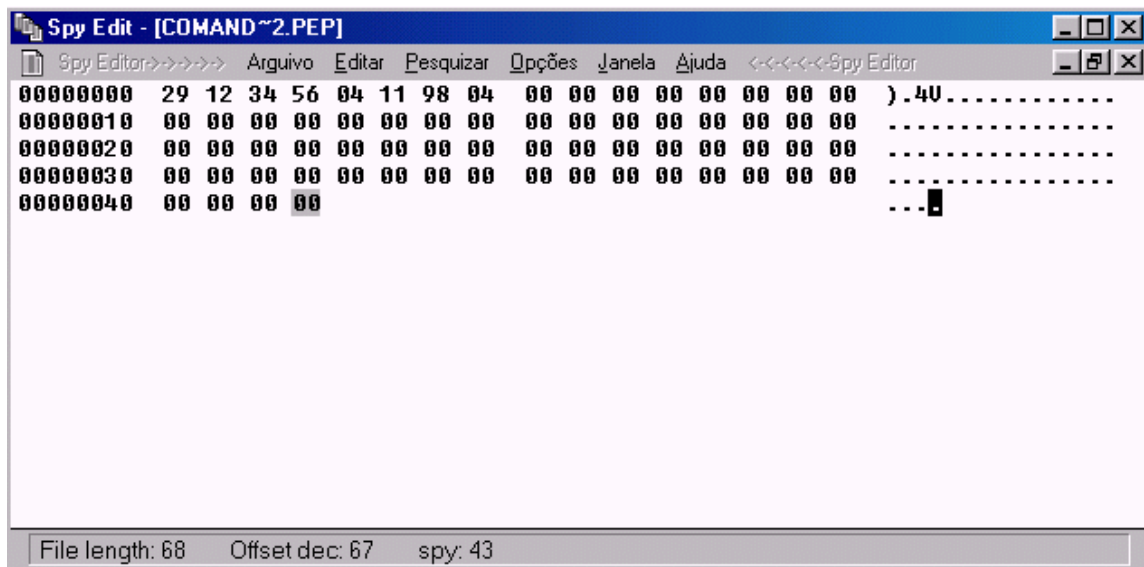 Spy Edit - [COMAND~2.PEP]
Spy Editor->->->->-> Arquivo Editar Pesquizar Opções Janela Ajuda <-<-<-<-<-Spy Editor
00000000 29 12 34 56 04 11 98 04 00 00 00 00 00 00 00 00 ).4V............
00000010 00 00 00 00 00 00 00 00 00 00 00 00 00 00 00 00 ................
00000020 00 00 00 00 00 00 00 00 00 00 00 00 00 00 00 00 ................
00000030 00 00 00 00 00 00 00 00 00 00 00 00 00 00 00 00 ................
00000040 00 00 00 00 ....
File length: 68 Offset dec: 67 spy: 43